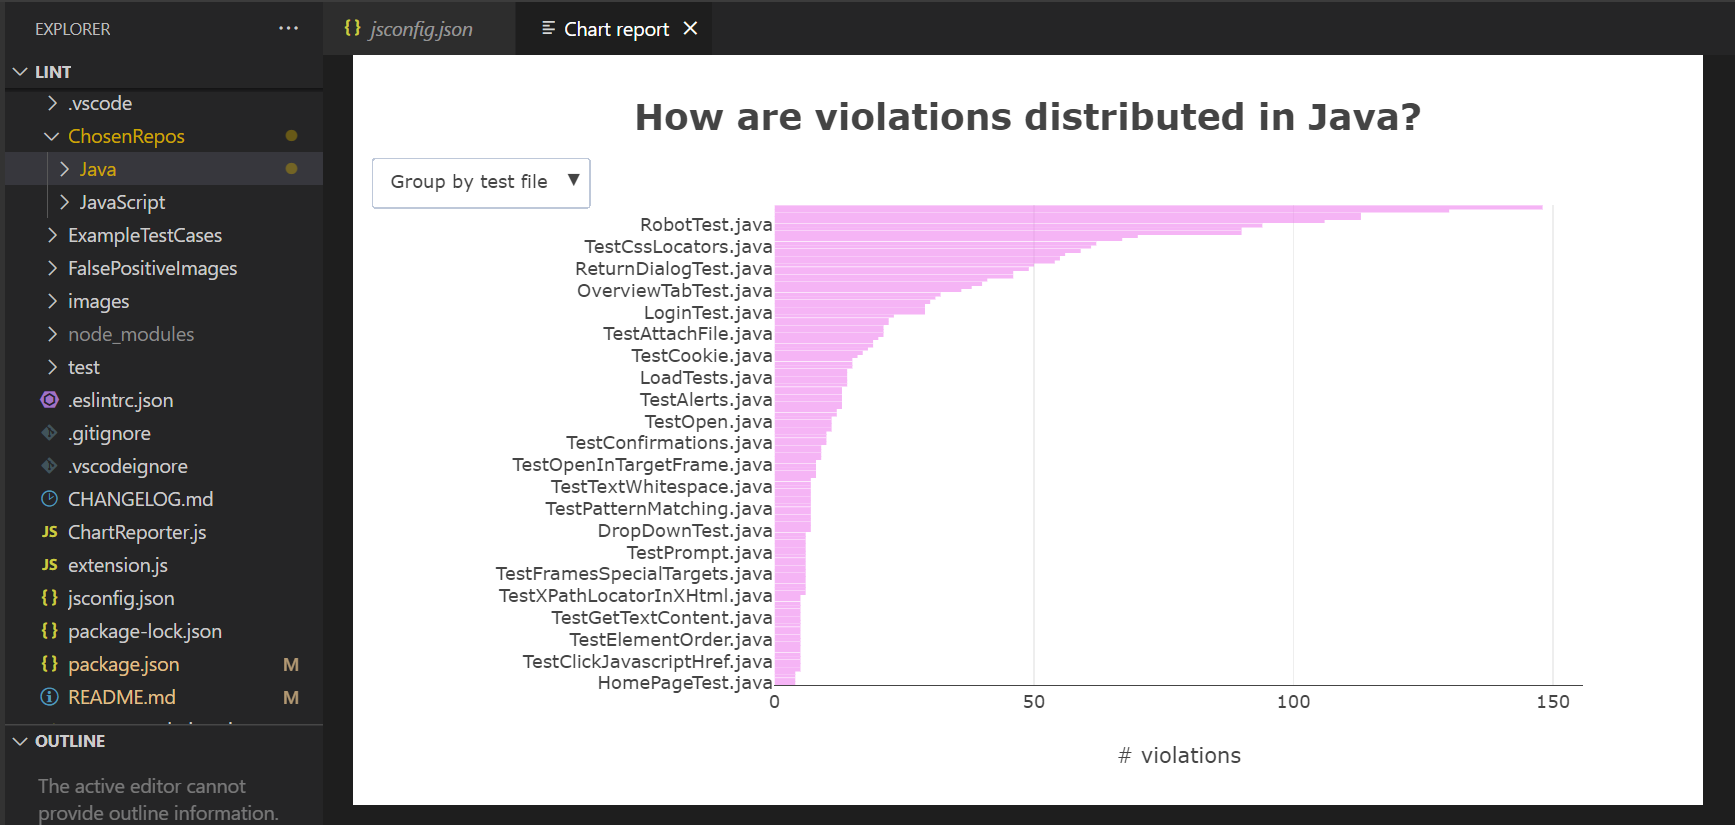 EXPLORER
LINT
.vscode
ChosenRepos
Java
JavaScript
ExampleTestCases
FalsePositiveImages
images
node_modules
test
.eslintrc.json
.gitignore
.vscodeignore
CHANGELOG.md
JS ChartReporter.js
JS extension.js
{} jsconfig.json
{} package-lock.json
{} package.json M
README.md M
OUTLINE
The active editor cannot
provide outline information.
{} jsconfig.json
Chart report
How are violations distributed in Java?
Group by test file
RobotTest.java
TestCssLocators.java
ReturnDialogTest.java
OverviewTabTest.java
LoginTest.java
TestAttachFile.java
TestCookie.java
LoadTests.java
TestAlerts.java
TestOpen.java
TestConfirmations.java
TestOpenInTargetFrame.java
TestTextWhitespace.java
TestPatternMatching.java
DropDownTest.java
TestPrompt.java
TestFramesSpecialTargets.java
TestXPathLocatorInXHtml.java
TestGetTextContent.java
TestElementOrder.java
TestClickJavascriptHref.java
HomePageTest.java
0 50 100 150
# violations